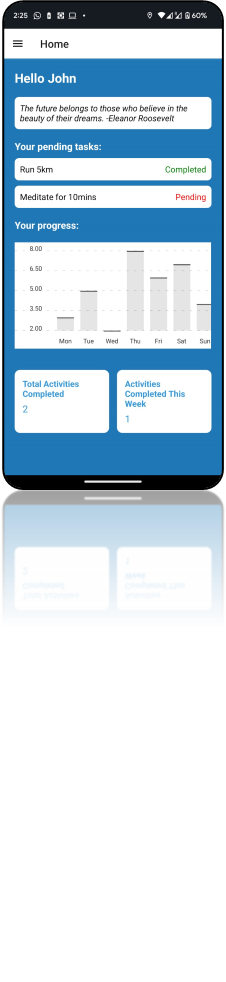 2:25 60%
Home
Hello John
The future belongs to those who believe in the
beauty of their dreams. -Eleanor Roosevelt
Your pending tasks:
Run 5km Completed
Meditate for 10mins Pending
Your progress:
8.00
6.50
5.00
3.50
2.00
Mon Tue Wed Thu Fri Sat Sun
Total Activities
Completed
2
Activities
Completed This
Week
1